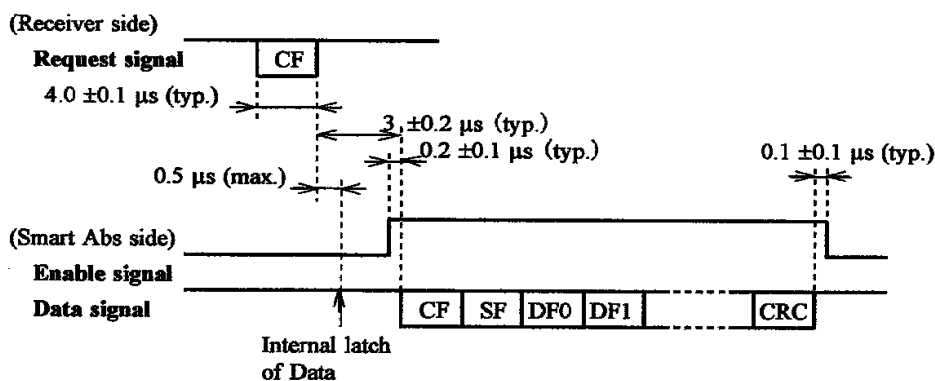 (Receiver side)
Request signal
CF
4.0 ±0.1 μs (typ.)
3 ±0.2 μs (typ.)
0.2 ±0.1 μs (typ.)
0.1 ±0.1 μs (typ.)
0.5 μs (max.)
(Smart Abs side)
Enable signal
Data signal
CF SF DF0 DF1 CRC
Internal latch
of Data